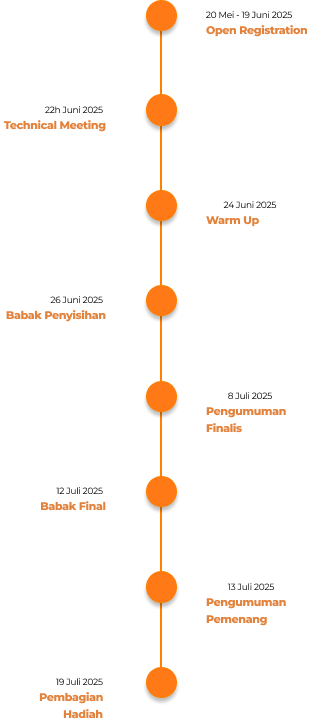 20 Mei - 19 Juni 2025
Open Registration
22h Juni 2025
Technical Meeting
24 Juni 2025
Warm Up
26 Juni 2025
Babak Penyisihan
8 Juli 2025
Pengumuman
Finalis
12 Juli 2025
Babak Final
13 Juli 2025
Pengumuman
Pemenang
19 Juli 2025
Pembagian
Hadiah